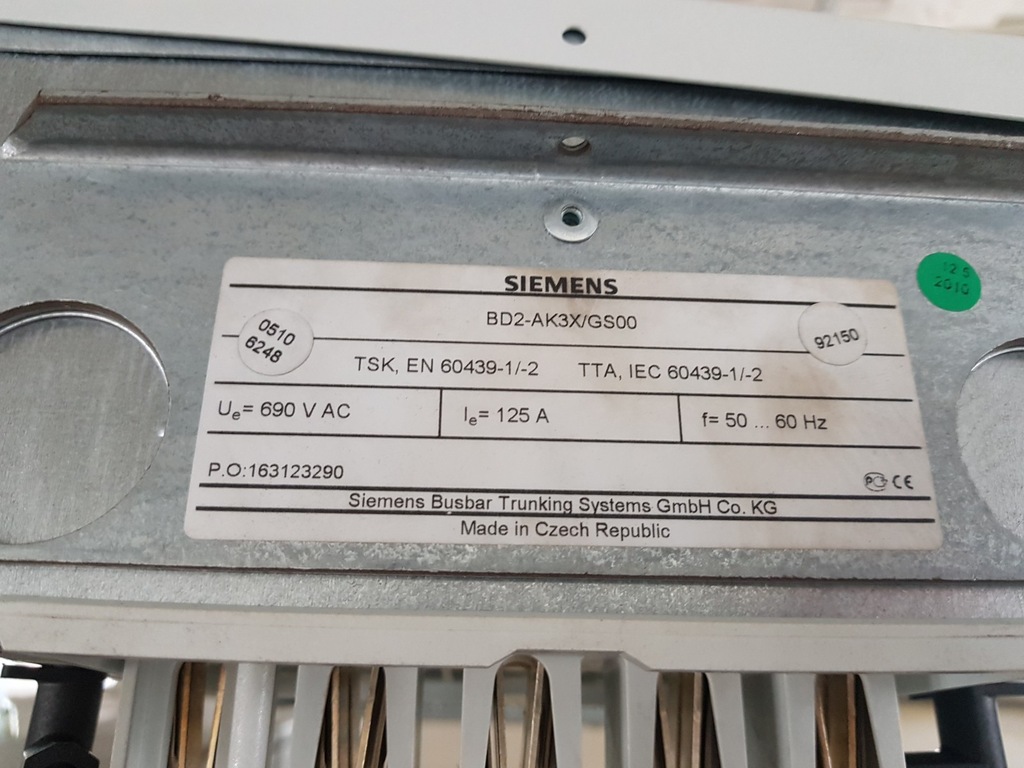 SIEMENS
BD2-AK3X/GS00
0510
6248
92150
TSK, EN 60439-1/-2 TTA, IEC 60439-1/-2
Ue= 690 V AC
Ie= 125 A
f= 50 ... 60 Hz
P.O:163123290
CE
Siemens Busbar Trunking Systems GmbH Co. KG
Made in Czech Republic
12 5
2010